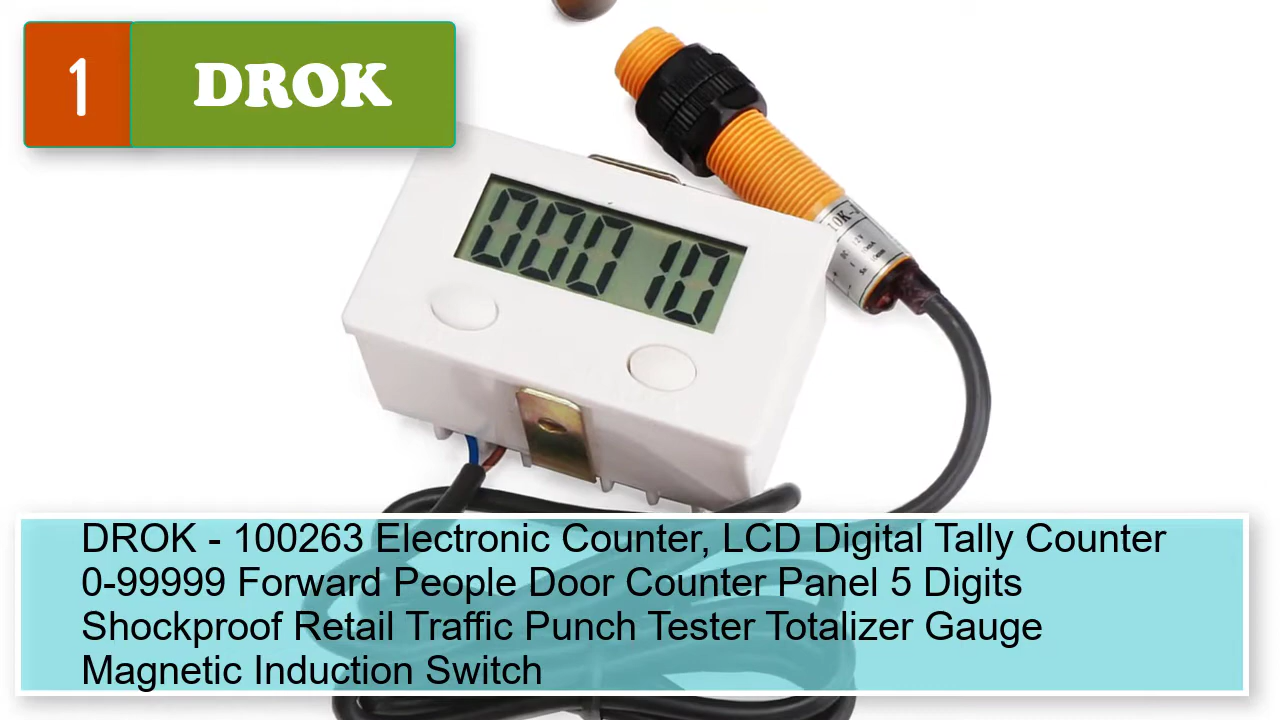 1
DROK
00010
DROK - 100263 Electronic Counter, LCD Digital Tally Counter
0-99999 Forward People Door Counter Panel 5 Digits
Shockproof Retail Traffic Punch Tester Totalizer Gauge
Magnetic Induction Switch